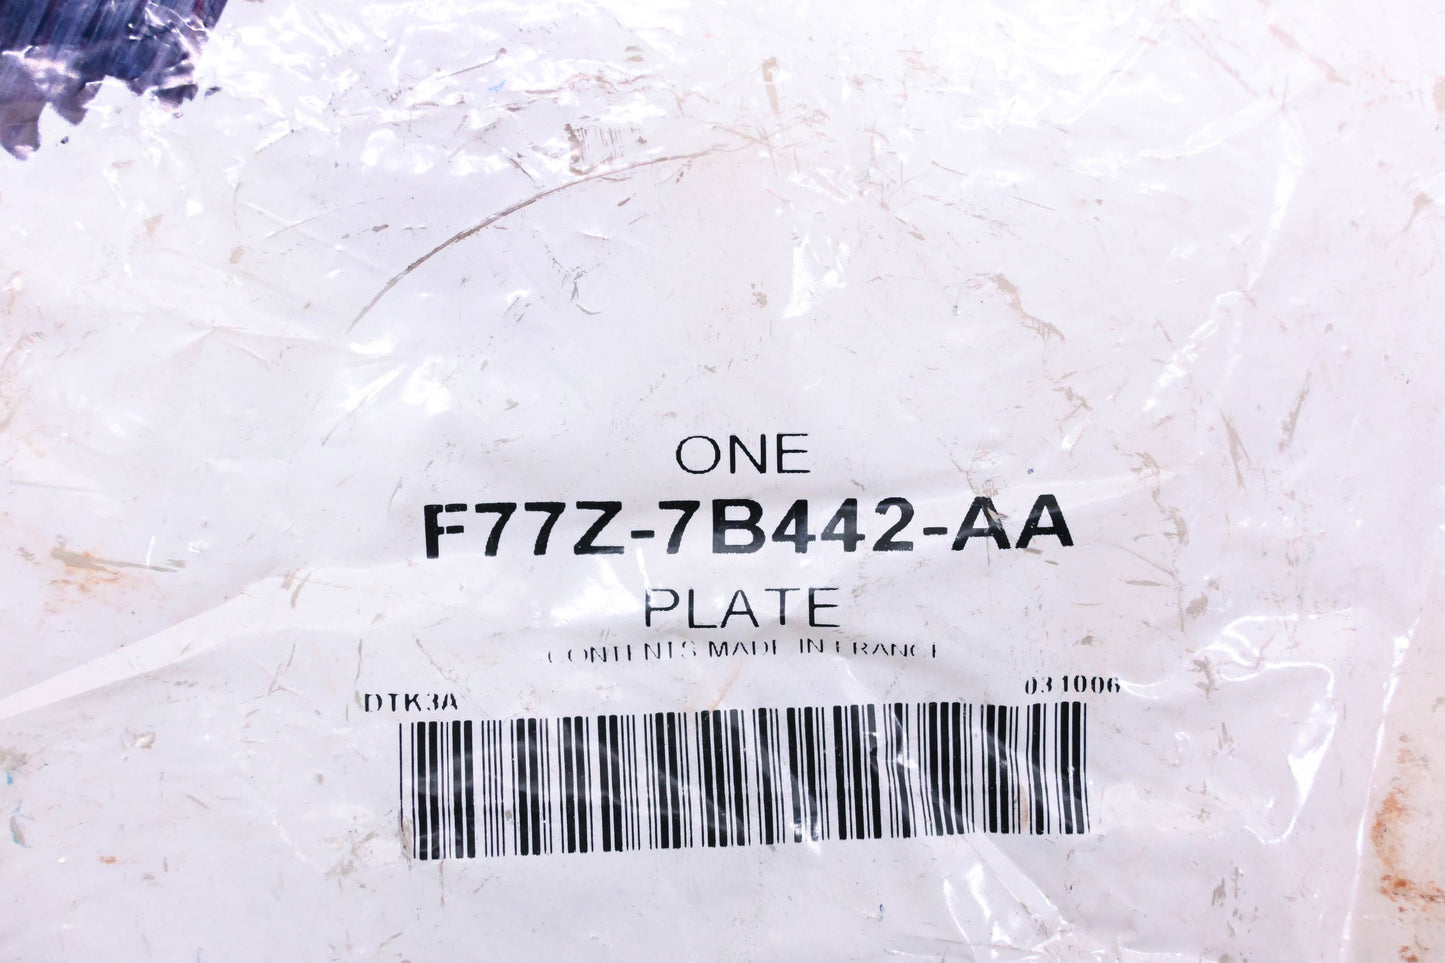 ONE
F77Z-7B442-AA
PLATE
CONTENTS MADE IN FRANCE
DTK3A 031006